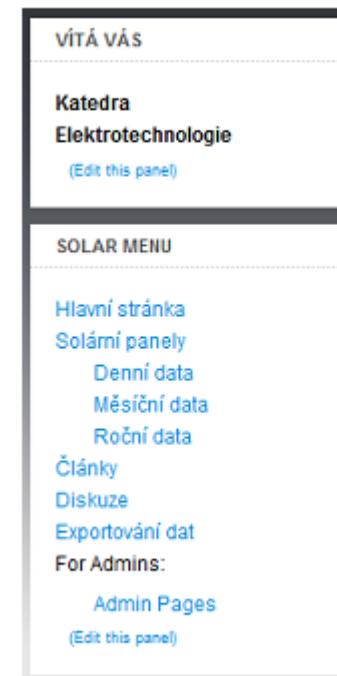 VÍTÁ VÁS
Katedra
Elektrotechnologie
(Edit this panel)
SOLAR MENU
Hlavní stránka
Solární panely
Denní data
Měsíční data
Roční data
Články
Diskuze
Exportování dat
For Admins:
Admin Pages
(Edit this panel)